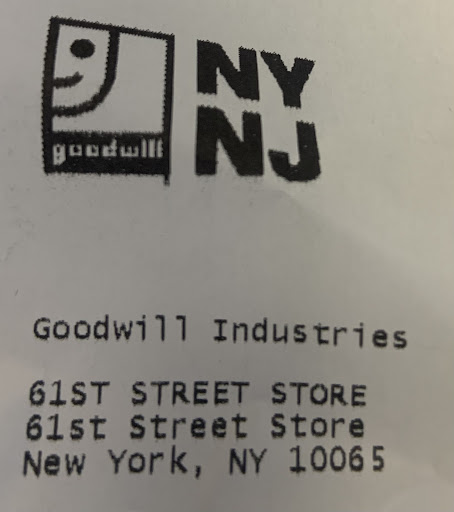 goodwill
NY
NJ
Goodwill Industries
61ST STREET STORE
61st Street Store
New York, NY 10065